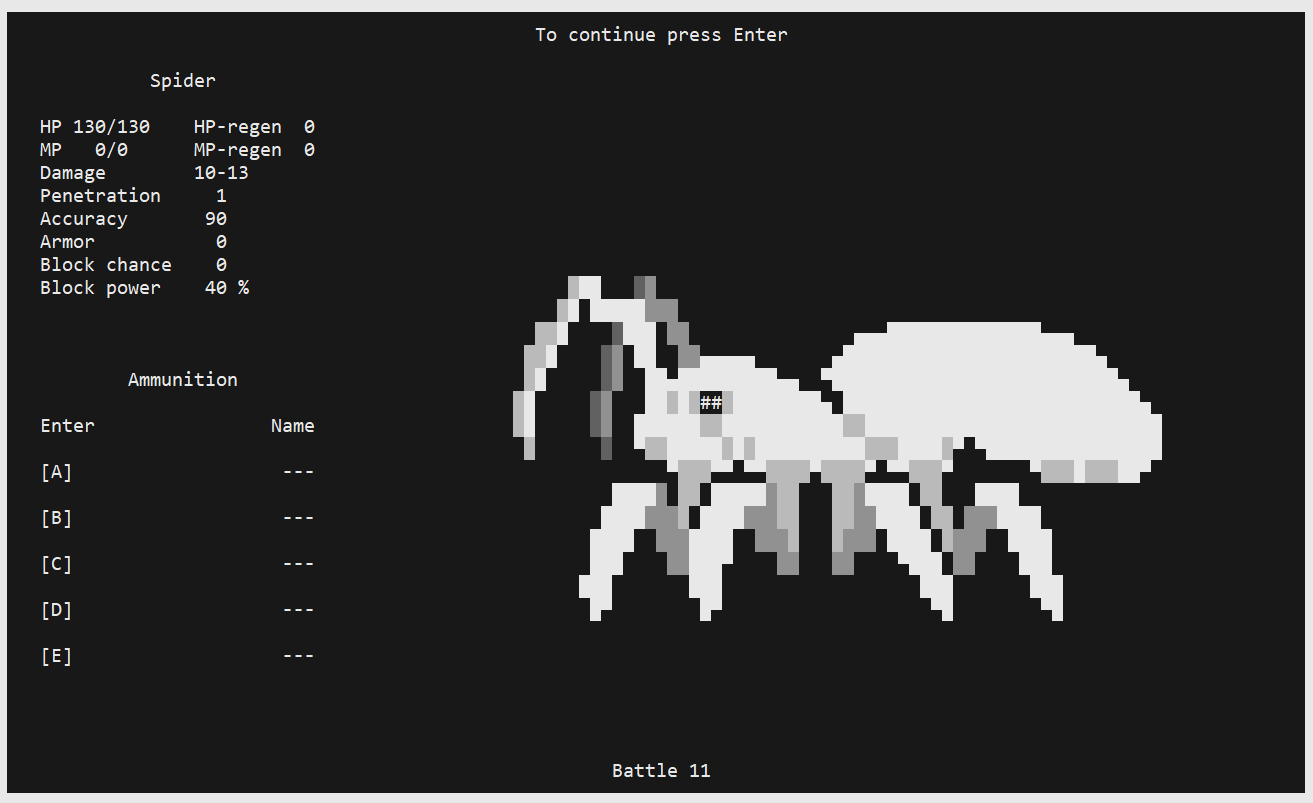 To continue press Enter
Spider
HP 130/130 HP-regen 0
MP 0/0 MP-regen 0
Damage 10-13
Penetration 1
Accuracy 90
Armor 0
Block chance 0
Block power 40 %
Ammunition
##
Enter Name
[A] ---
[B] ---
[C] ---
[D] ---
[E] ---
Battle 11